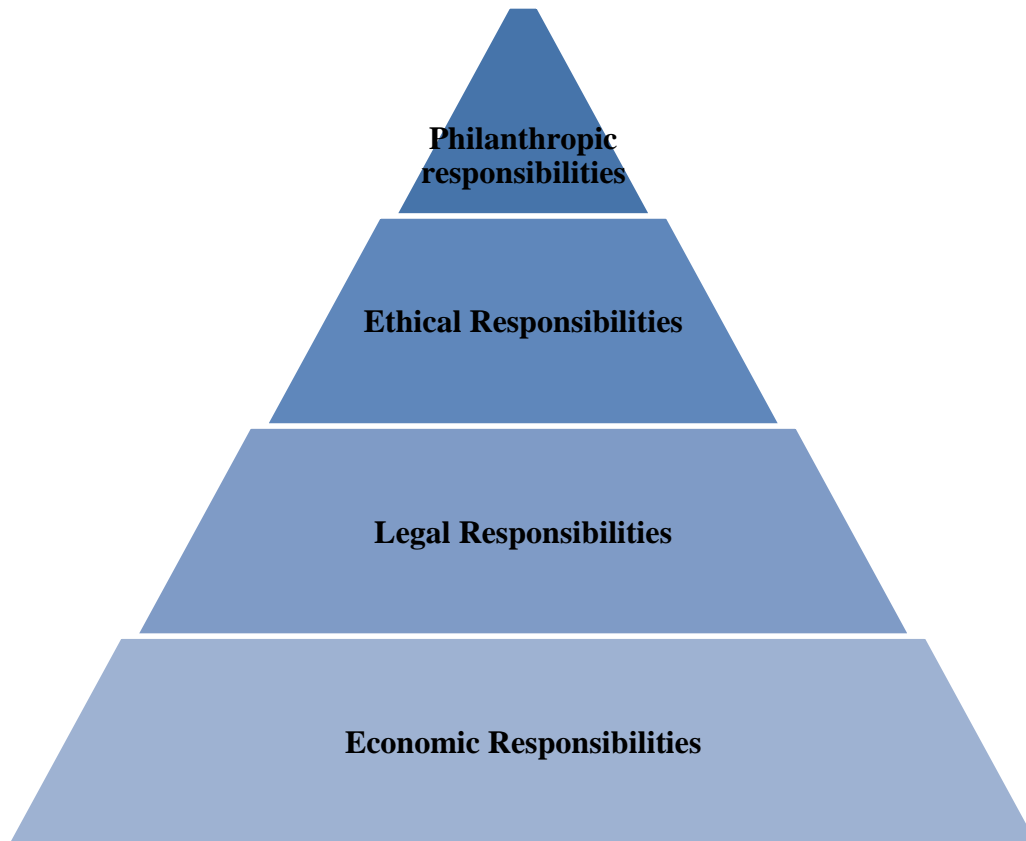 Philanthropic
responsibilities
Ethical Responsibilities
Legal Responsibilities
Economic Responsibilities